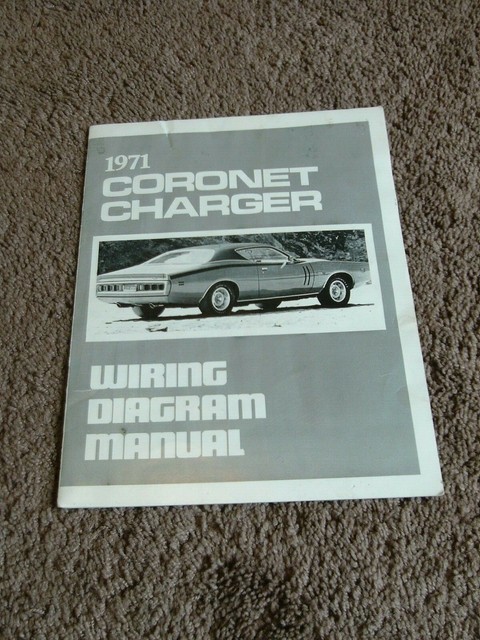 1971
CORONET
CHARGER
WIRING
DIAGRAM
MANUAL